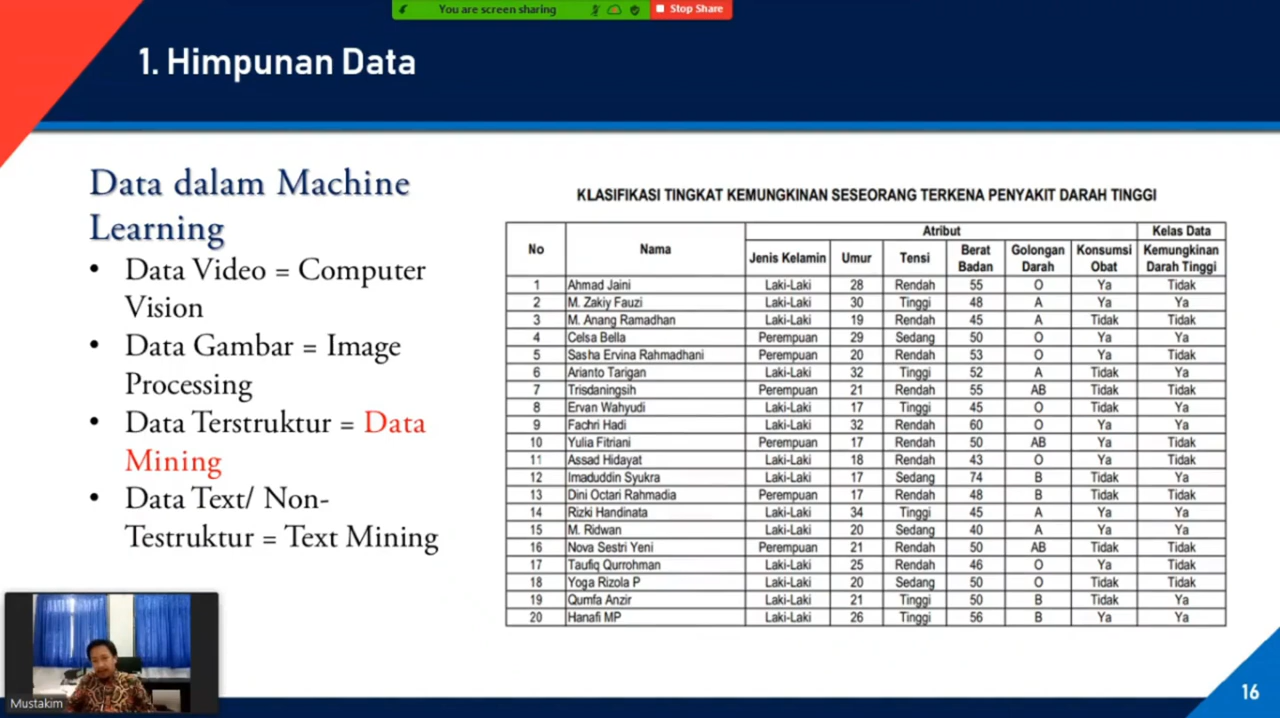 You are screen sharing
Stop Share
1. Himpunan Data
Data dalam Machine
Learning
• Data Video = Computer
Vision
• Data Gambar = Image
Processing
• Data Terstruktur = Data
Mining
• Data Text/ Non-
Testruktur = Text Mining
KLASIFIKASI TINGKAT KEMUNGKINAN SESEORANG TERKENA PENYAKIT DARAH TINGGI
No Nama Atribut Kelas Data
Jenis Kelamin Umur Tensi Berat Badan Golongan Darah Konsumsi Obat Kemungkinan Darah Tinggi
1 Ahmad Jaini Laki-Laki 28 Rendah 55 O Ya Tidak
2 M. Zakiy Fauzi Laki-Laki 30 Tinggi 48 A Ya Ya
3 M. Anang Ramadhan Laki-Laki 19 Rendah 45 A Tidak Tidak
4 Celsa Bella Perempuan 29 Sedang 50 O Ya Ya
5 Sasha Ervina Rahmadhani Perempuan 20 Rendah 53 O Ya Tidak
6 Arianto Tarigan Laki-Laki 32 Tinggi 52 A Tidak Ya
7 Trisdaningsih Perempuan 21 Rendah 55 AB Tidak Tidak
8 Ervan Wahyudi Laki-Laki 17 Tinggi 45 O Tidak Ya
9 Fachri Hadi Laki-Laki 32 Rendah 60 O Ya Ya
10 Yulia Fitriani Perempuan 17 Rendah 50 AB Ya Tidak
11 Assad Hidayat Laki-Laki 18 Rendah 43 O Ya Tidak
12 Imaduddin Syukra Laki-Laki 17 Sedang 74 B Tidak Ya
13 Dini Octari Rahmadia Perempuan 17 Rendah 48 B Tidak Tidak
14 Rizki Handinata Laki-Laki 34 Tinggi 45 A Ya Ya
15 M. Ridwan Laki-Laki 20 Sedang 40 A Ya Ya
16 Nova Sestri Yeni Perempuan 21 Rendah 50 AB Tidak Tidak
17 Taufiq Qurrohman Laki-Laki 25 Rendah 46 O Ya Tidak
18 Yoga Rizola P Laki-Laki 20 Sedang 50 O Tidak Tidak
19 Qumfa Anzir Laki-Laki 21 Tinggi 50 B Tidak Ya
20 Hanafi MP Laki-Laki 26 Tinggi 56 B Ya Ya
Mustakim
16